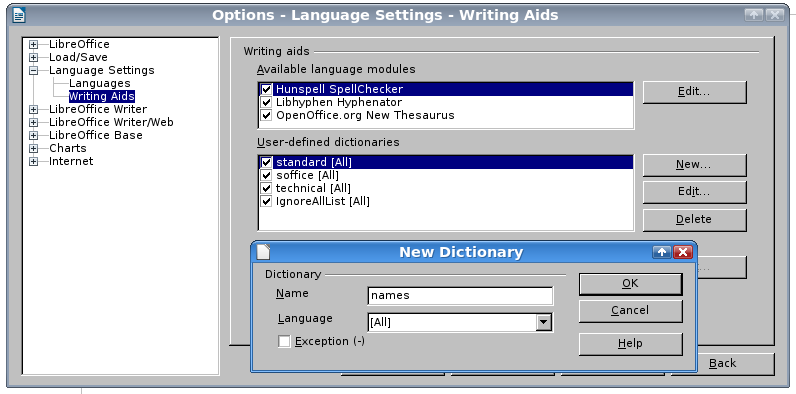 Options - Language Settings - Writing Aids
LibreOffice
Load/Save
Language Settings
Languages
Writing Aids
LibreOffice Writer
LibreOffice Writer/Web
LibreOffice Base
Charts
Internet
Writing aids
Available language modules
Hunspell SpellChecker
Libhyphen Hyphenator
OpenOffice.org New Thesaurus
Edit...
User-defined dictionaries
standard [All]
soffice [All]
technical [All]
IgnoreAllList [All]
New...
Edit...
Delete
New Dictionary
Dictionary
Name
names
Language
[All]
Exception (-)
OK
Cancel
Help
Back